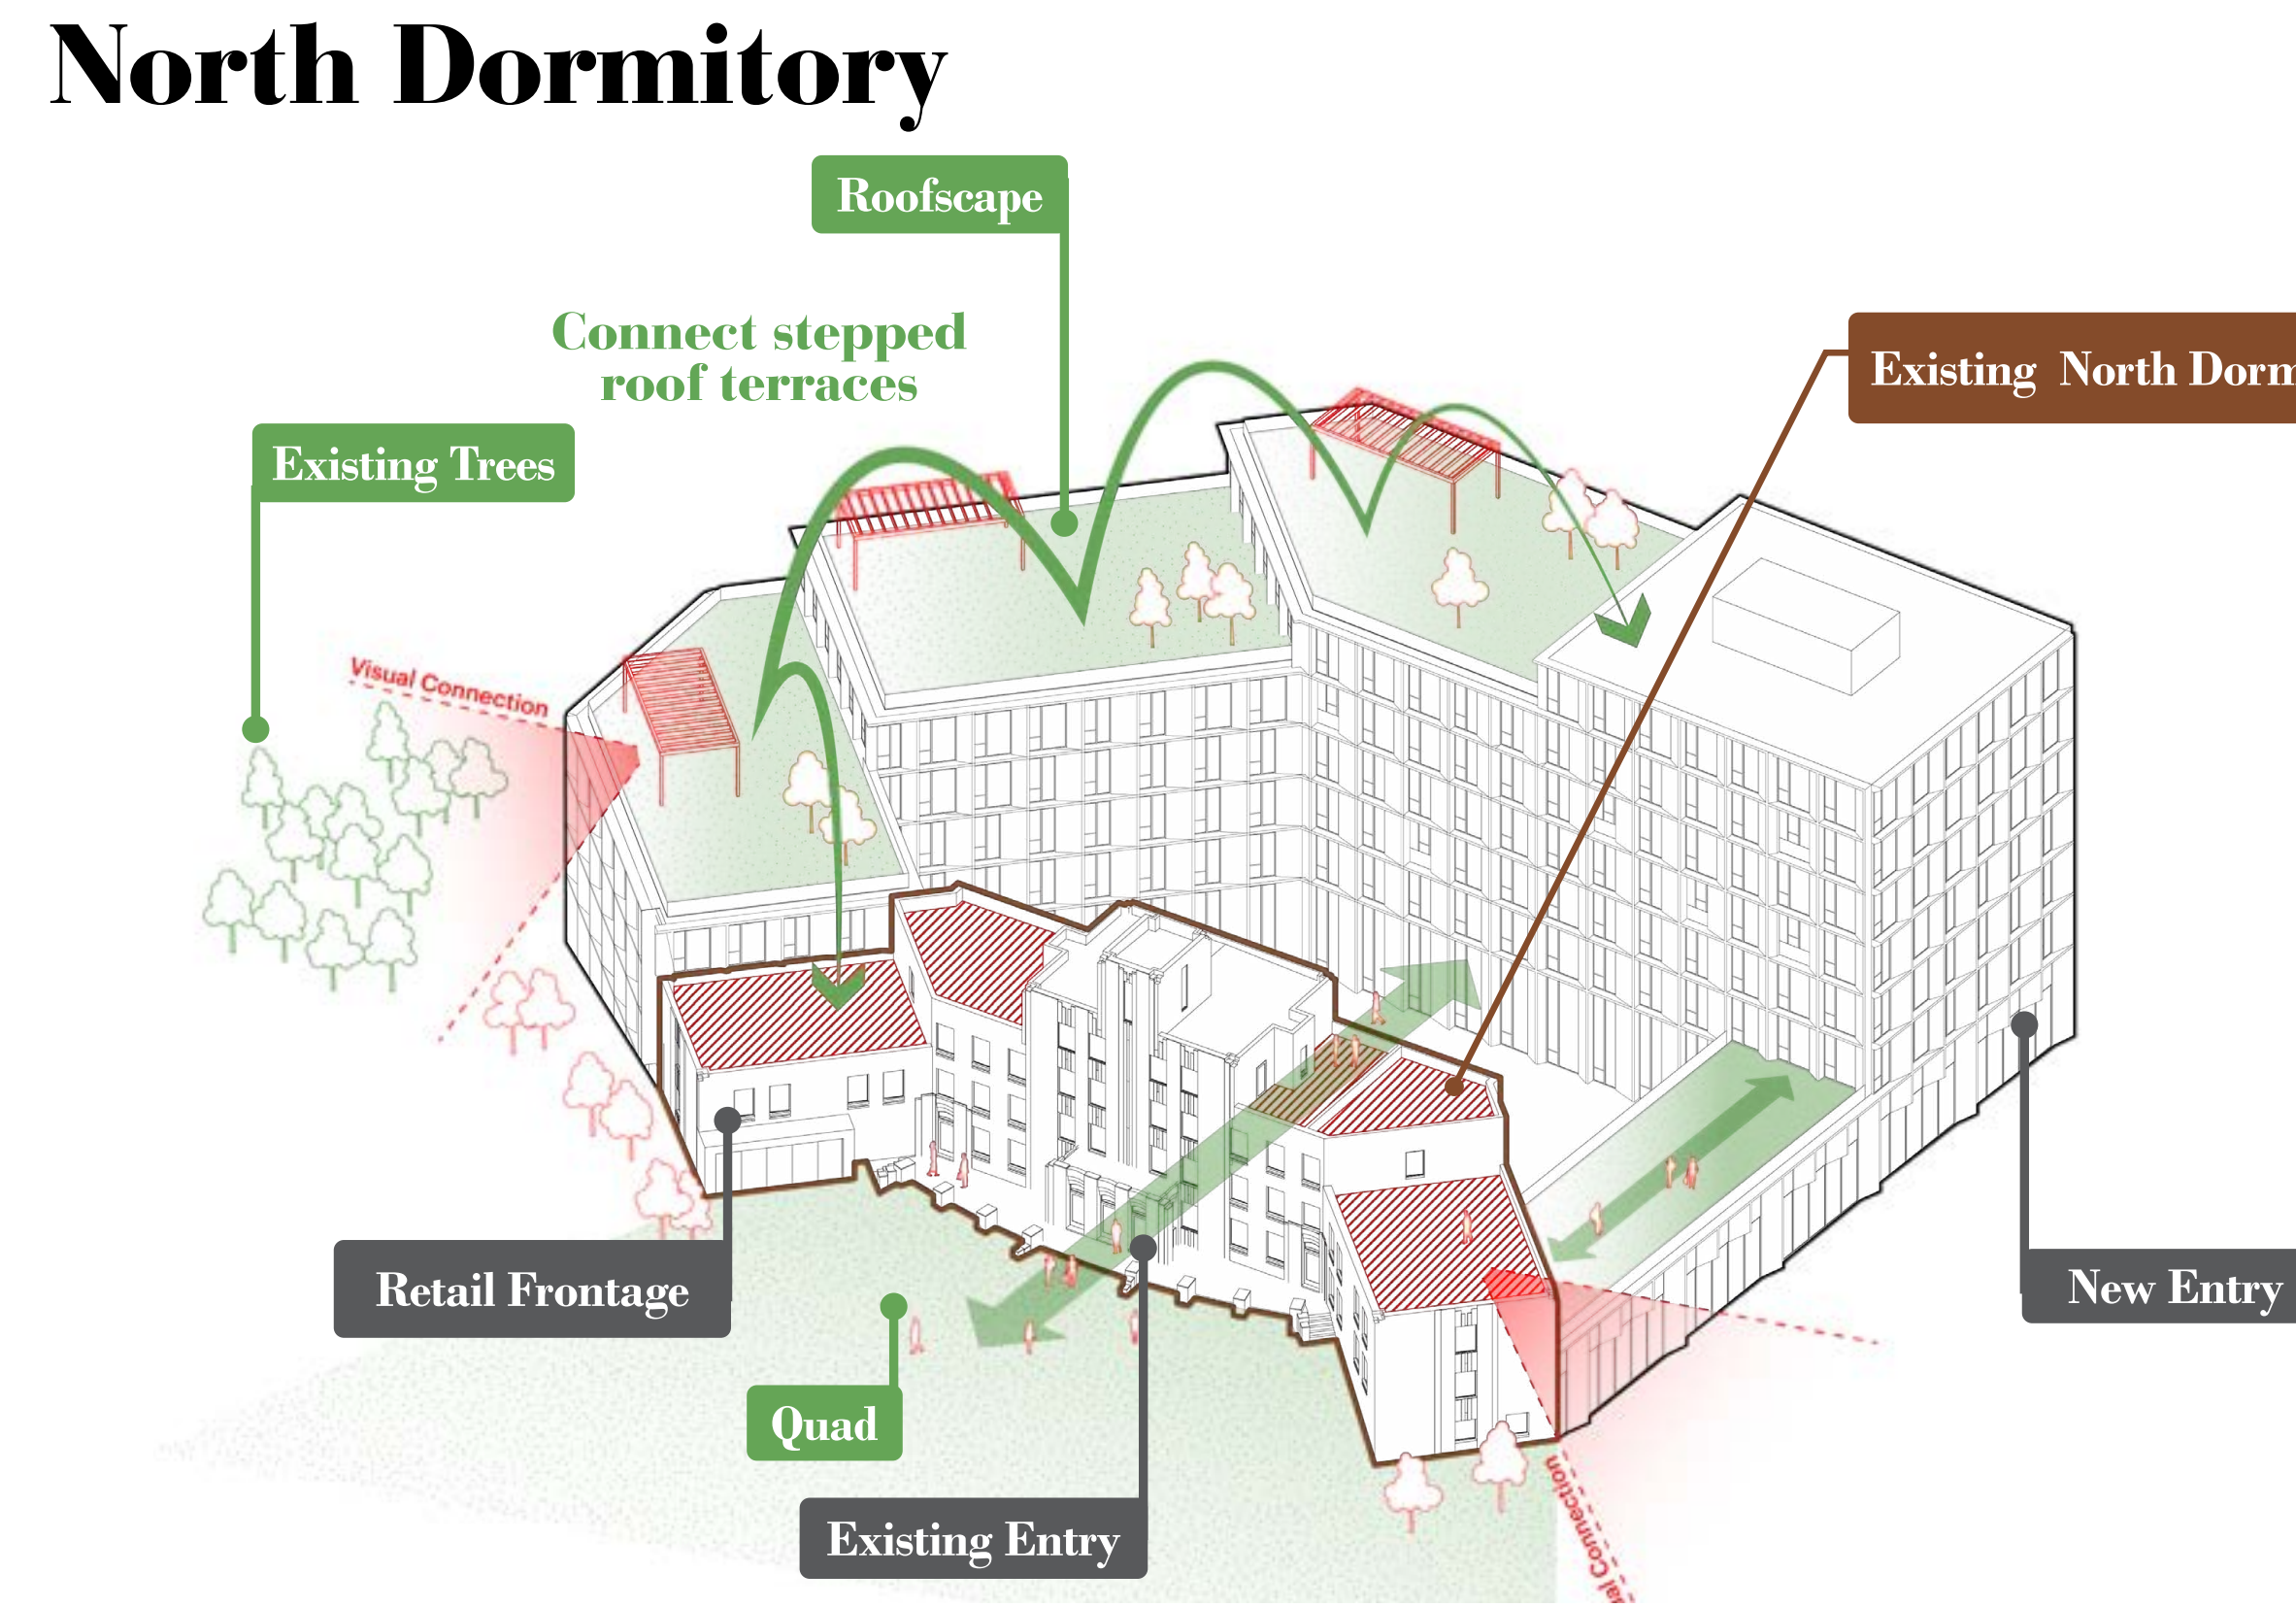 North Dormitory
Roofscape
Connect stepped
roof terraces
Existing North Dorm
Existing Trees
Visual Connection
Retail Frontage
New Entry
Quad
Existing Entry
Connection